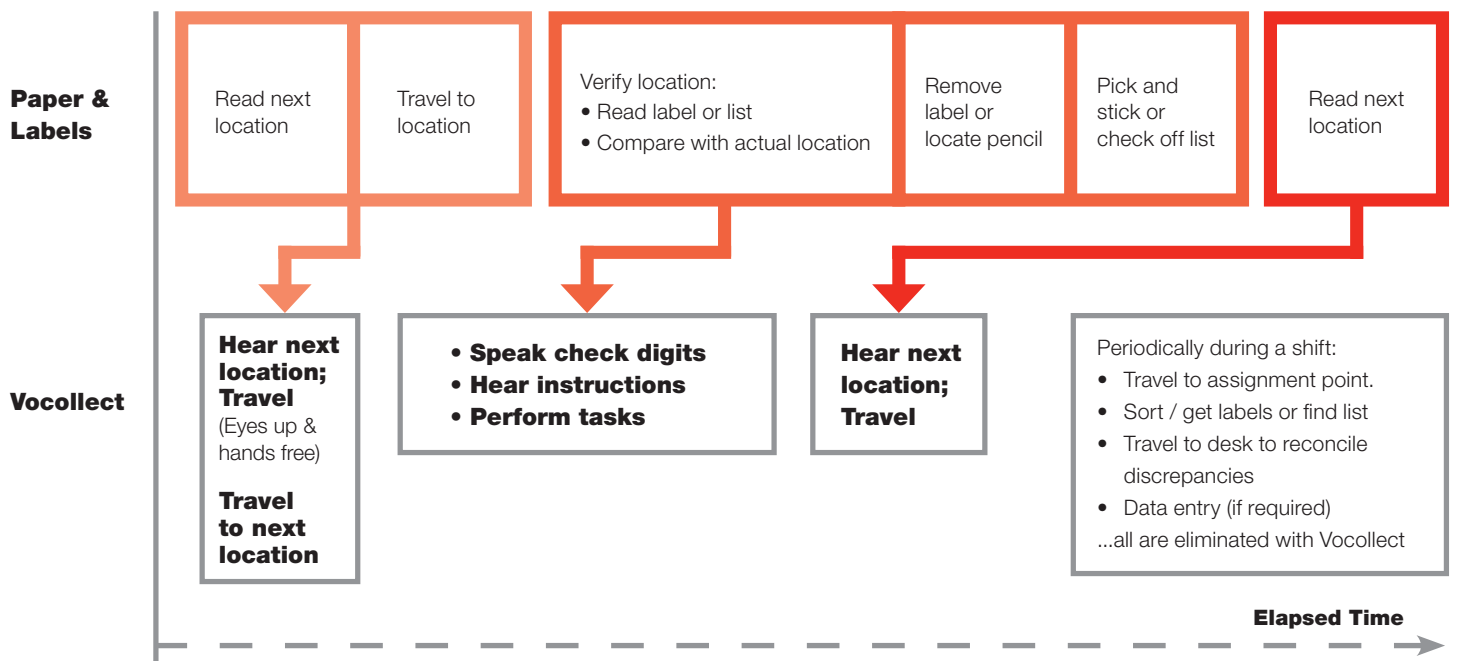 Paper &
Labels
Read next
location
Travel to
location
Verify location:
• Read label or list
• Compare with actual location
Remove
label or
locate pencil
Pick and
stick or
check off list
Read next
location
Vocollect
Hear next
location;
Travel
(Eyes up &
hands free)
Travel
to next
location
• Speak check digits
• Hear instructions
• Perform tasks
Hear next
location;
Travel
Periodically during a shift:
• Travel to assignment point.
• Sort / get labels or find list
• Travel to desk to reconcile
discrepancies
• Data entry (if required)
...all are eliminated with Vocollect
Elapsed Time